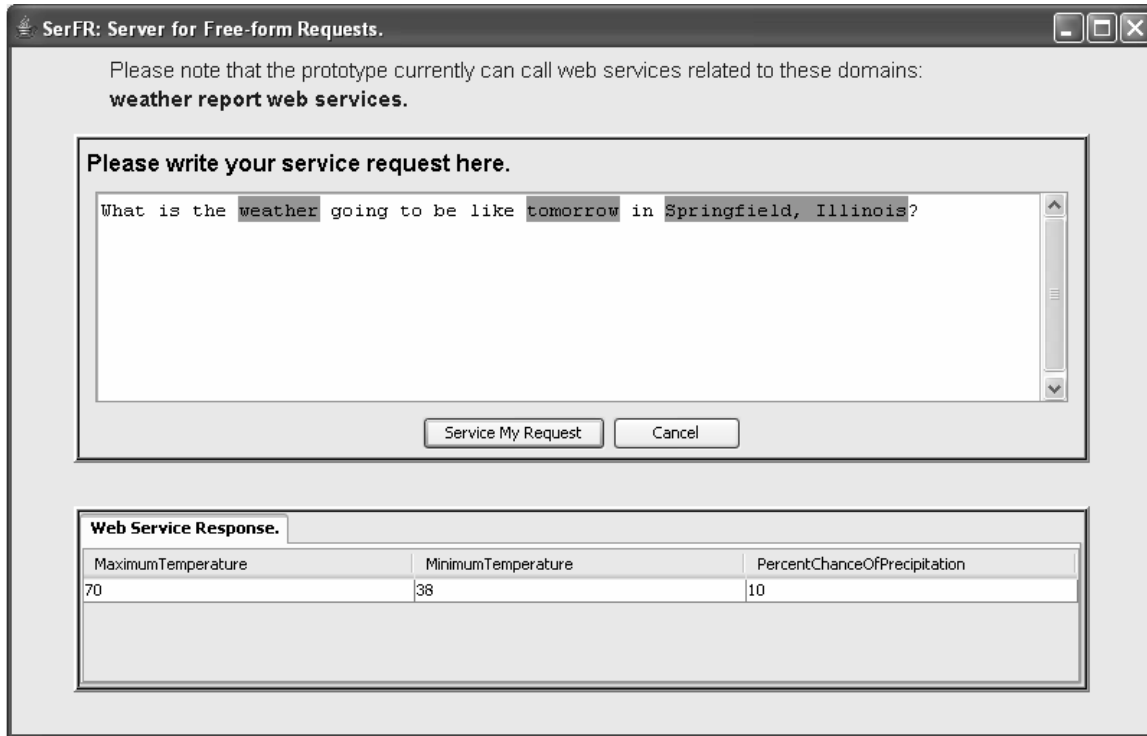 SerFR: Server for Free-form Requests.
Please note that the prototype currently can call web services related to these domains:
weather report web services.
Please write your service request here.
What is the weather going to be like tomorrow in Springfield, Illinois?
Service My Request Cancel
Web Service Response.
MaximumTemperature MinimumTemperature PercentChanceOfPrecipitation
70 38 10